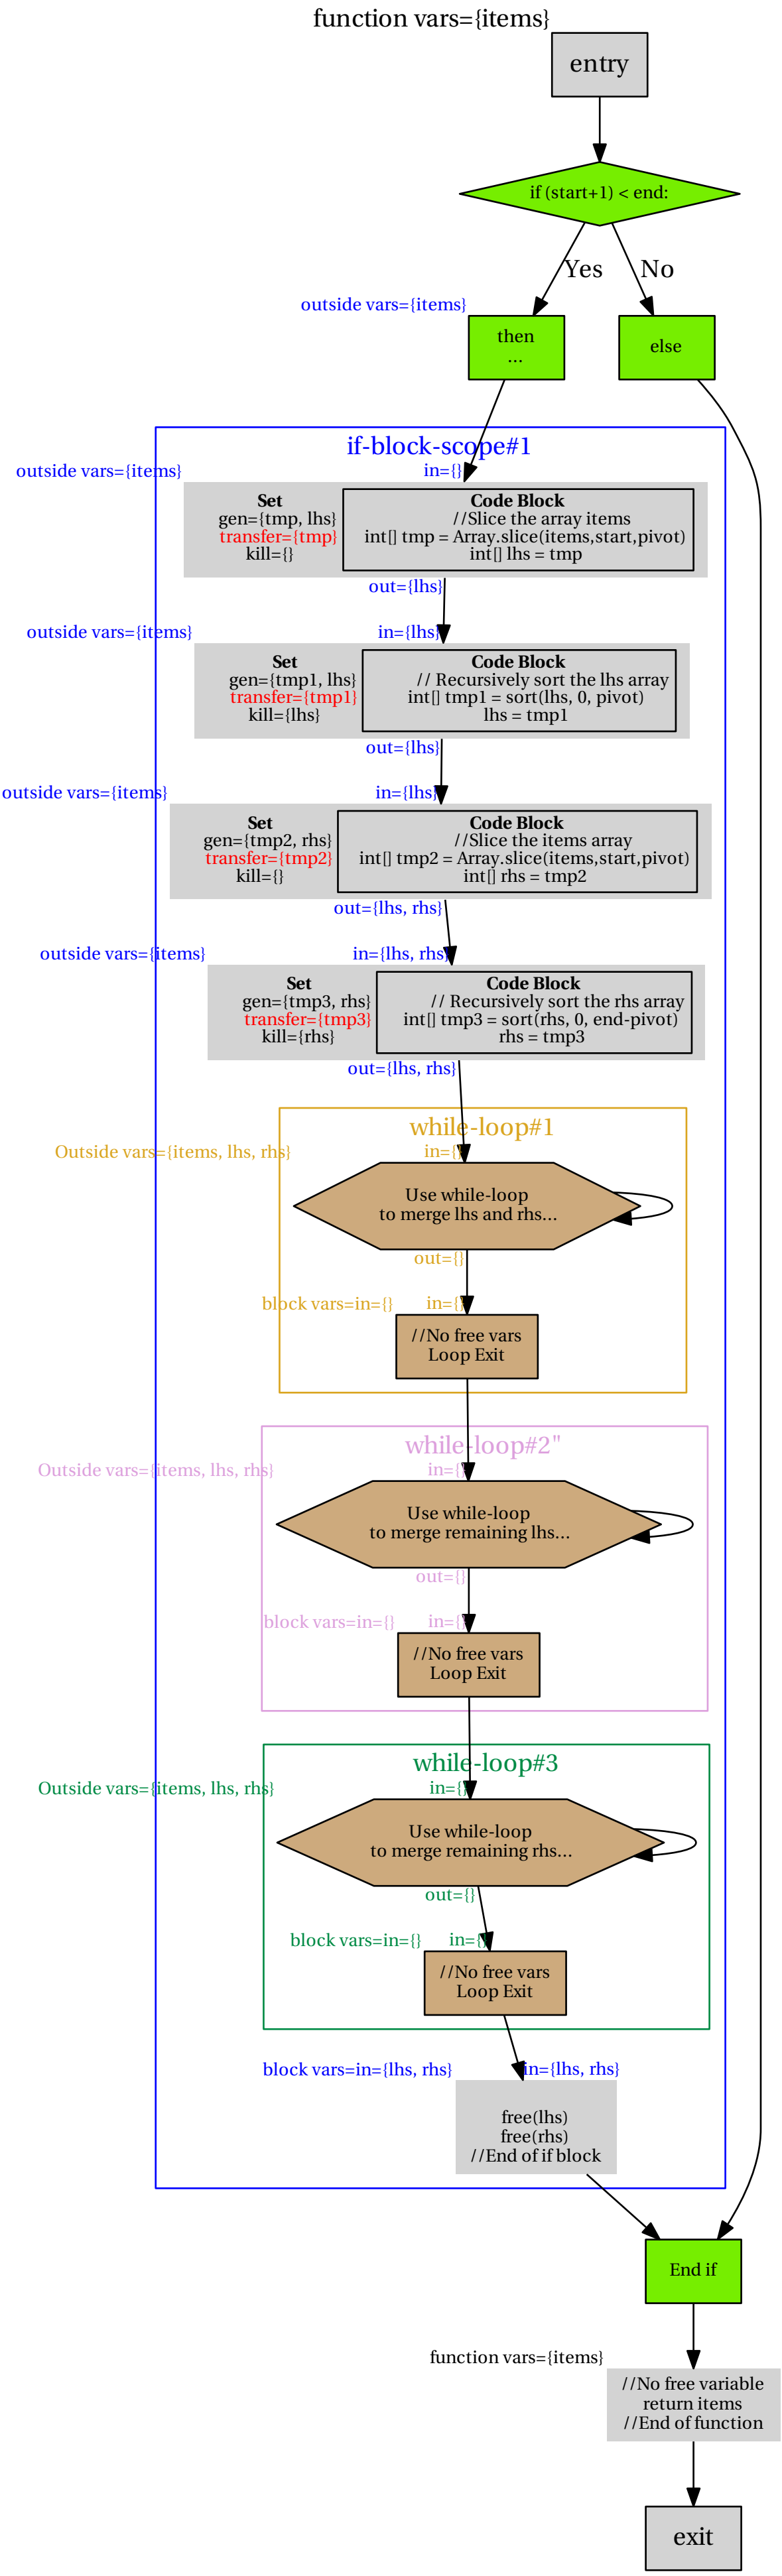 function vars={items}
entry
if (start+1) < end:
Yes
No
outside vars={items}
then
...
else
if-block-scope#1
outside vars={items}
in={}
Set
gen={tmp, lhs}
transfer={tmp}
kill={}
Code Block
//Slice the array items
int[] tmp = Array.slice(items,start,pivot)
int[] lhs = tmp
out={lhs}
outside vars={items}
in={lhs}
Set
gen={tmp1, lhs}
transfer={tmp1}
kill={lhs}
Code Block
// Recursively sort the lhs array
int[] tmp1 = sort(lhs, 0, pivot)
lhs = tmp1
out={lhs}
outside vars={items}
in={lhs}
Set
gen={tmp2, rhs}
transfer={tmp2}
kill={}
Code Block
//Slice the items array
int[] tmp2 = Array.slice(items,start,pivot)
int[] rhs = tmp2
out={lhs, rhs}
outside vars={items}
in={lhs, rhs}
Set
gen={tmp3, rhs}
transfer={tmp3}
kill={rhs}
Code Block
// Recursively sort the rhs array
int[] tmp3 = sort(rhs, 0, end-pivot)
rhs = tmp3
out={lhs, rhs}
while-loop#1
Outside vars={items, lhs, rhs}
in={}
Use while-loop
to merge lhs and rhs...
out={}
block vars=in={}
in={}
//No free vars
Loop Exit
while-loop#2"
Outside vars={items, lhs, rhs}
in={}
Use while-loop
to merge remaining lhs...
out={}
block vars=in={}
in={}
//No free vars
Loop Exit
while-loop#3
Outside vars={items, lhs, rhs}
in={}
Use while-loop
to merge remaining rhs...
out={}
block vars=in={}
in={}
//No free vars
Loop Exit
block vars=in={lhs, rhs}
in={lhs, rhs}
free(lhs)
free(rhs)
//End of if block
End if
function vars={items}
//No free variable
return items
//End of function
exit